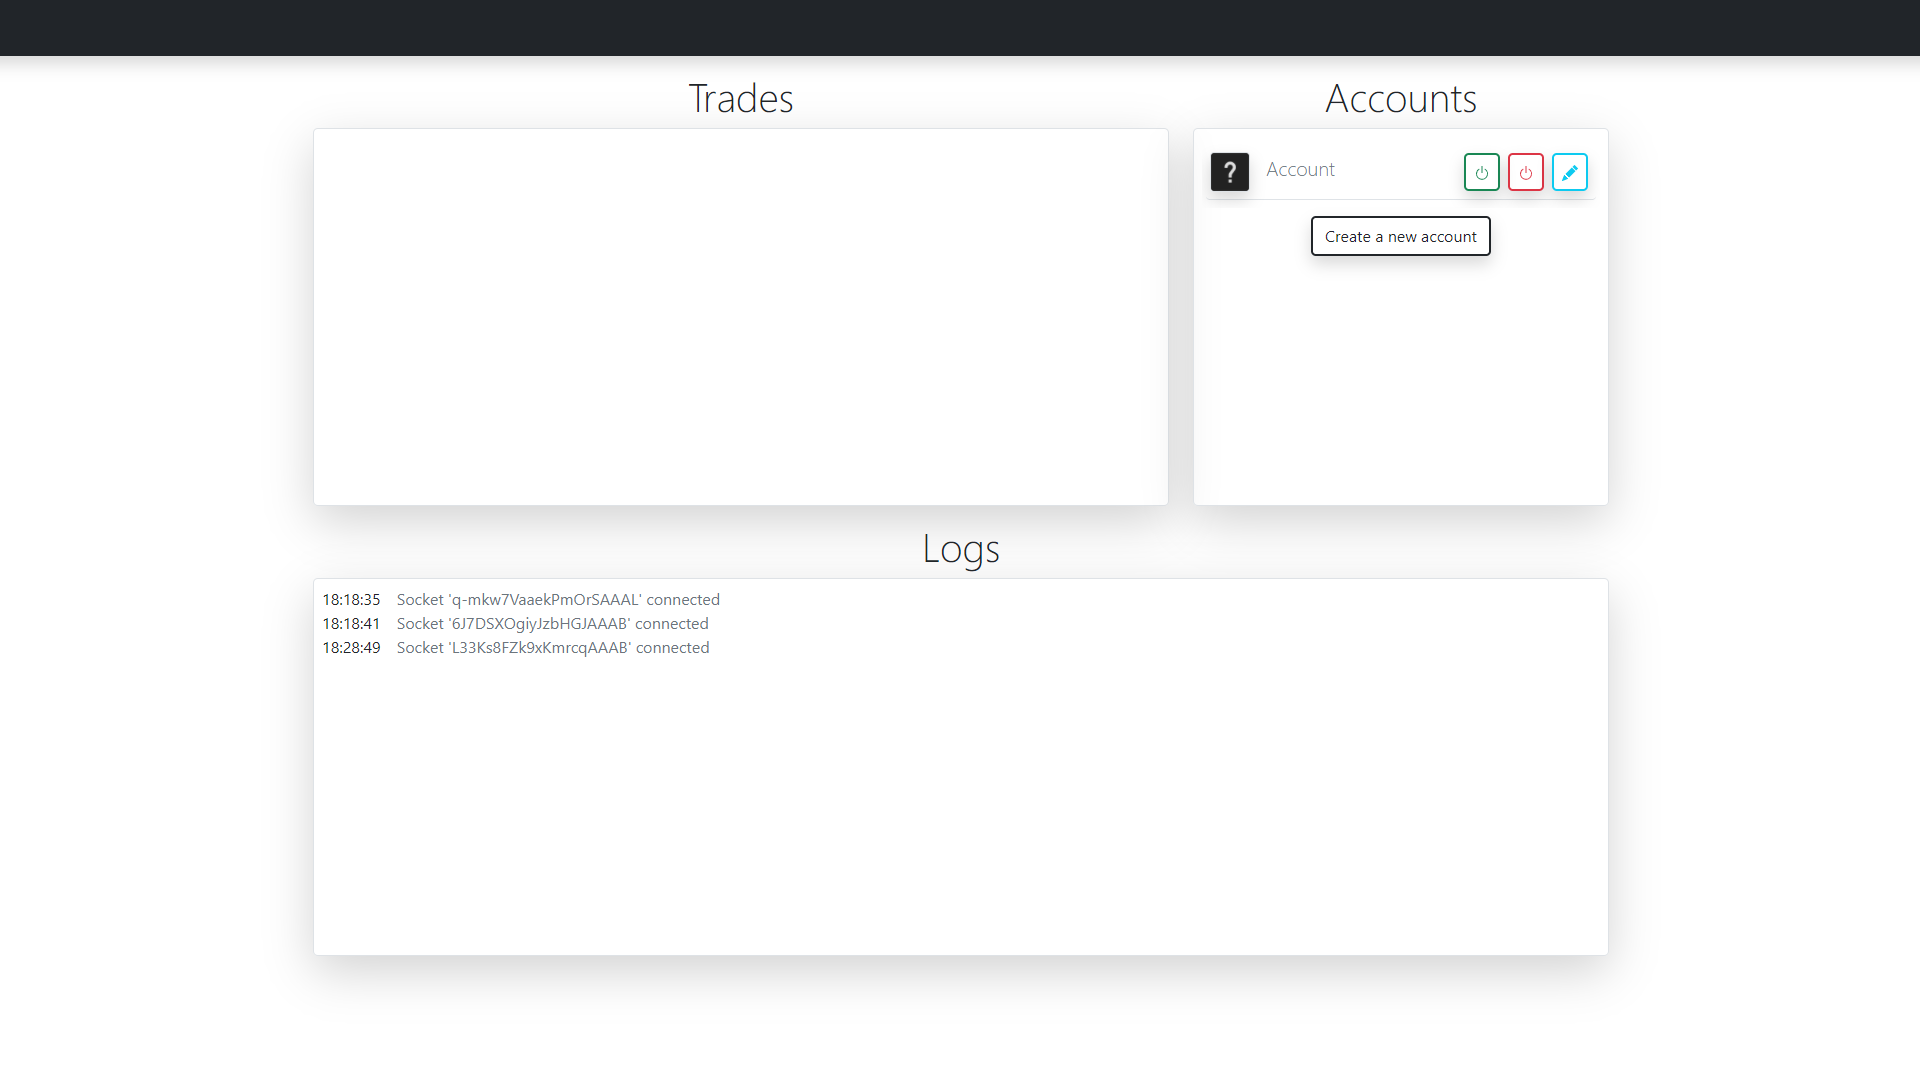 Trades
Accounts
?
Account
Create a new account
Logs
18:18:35 Socket 'q-mkw7VaaekPmOrSAAAL' connected
18:18:41 Socket '6J7DSXOgiyJzbHGJAAAB' connected
18:28:49 Socket 'L33Ks8FZk9xKmrcqAAAB' connected